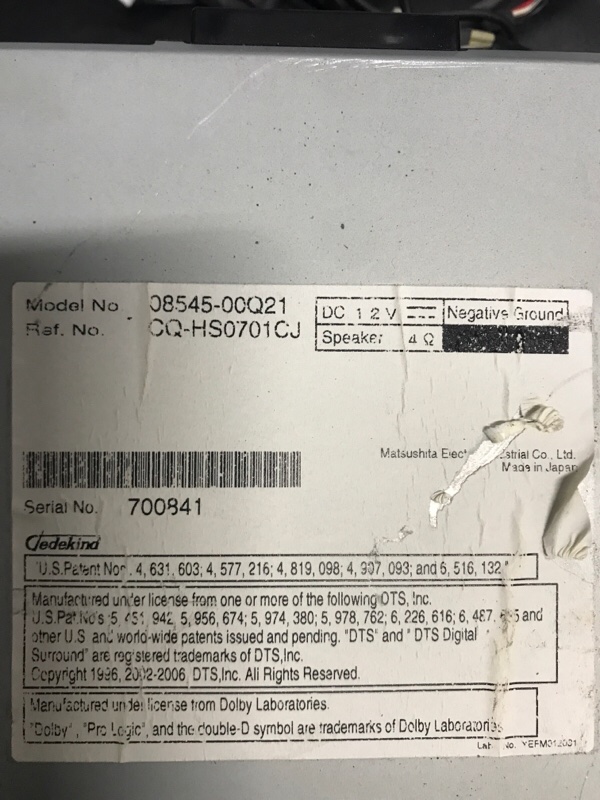 Model No. 08545-00Q21
Ref. No. CQ-HS0701CJ
DC 12V Negative Ground
Speaker 4 Ω
Matsushita Co., Ltd.
Made in Japan
Serial No. 700841
Jedekind
"U.S.Patent Nos. 4, 631, 603; 4, 577, 216; 4, 819, 098; 4, 907, 093; and 6, 516, 132."
Manufactured under license from one or more of the following DTS, Inc.
U.S.Pat.No's 5, 451, 942, 5, 956, 674; 5, 974, 380; 5, 978, 762; 6, 226, 616; 6, 487, and
other U.S. and world-wide patents issued and pending. "DTS" and " DTS Digital
Surround" are registered trademarks of DTS,Inc.
Copyright 1996, 2002-2006, DTS,Inc. All Rights Reserved.
Manufactured under license from Dolby Laboratories.
"Dolby", "Pro Logic", and the double-D symbol are trademarks of Dolby Laboratories.
No. YEFM312001